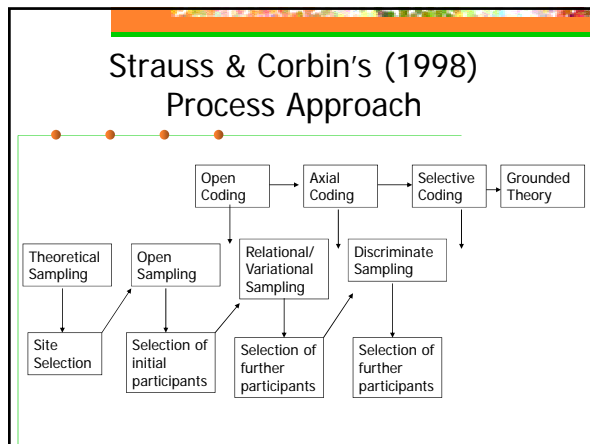 Strauss & Corbin's (1998)
Process Approach
Open
Coding
Axial
Coding
Selective
Coding
Grounded
Theory
Theoretical
Sampling
Open
Sampling
Relational/
Variational
Sampling
Discriminate
Sampling
Site
Selection
Selection of
initial
participants
Selection of
further
participants
Selection of
further
participants